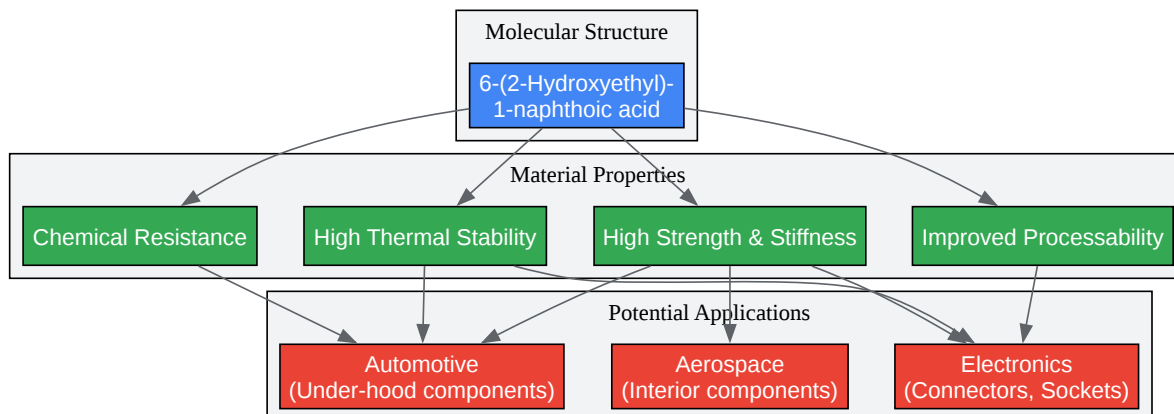 Molecular Structure
6-(2-Hydroxyethyl)-
1-naphthoic acid
Material Properties
Chemical Resistance
High Thermal Stability
High Strength & Stiffness
Improved Processability
Potential Applications
Automotive
(Under-hood components)
Aerospace
(Interior components)
Electronics
(Connectors, Sockets)